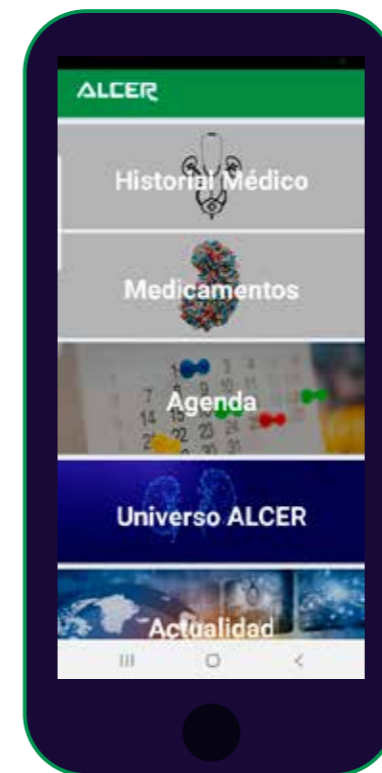 ALCER
Historial Médico
Medicamentos
Agenda
Universo ALCER
Actualidad